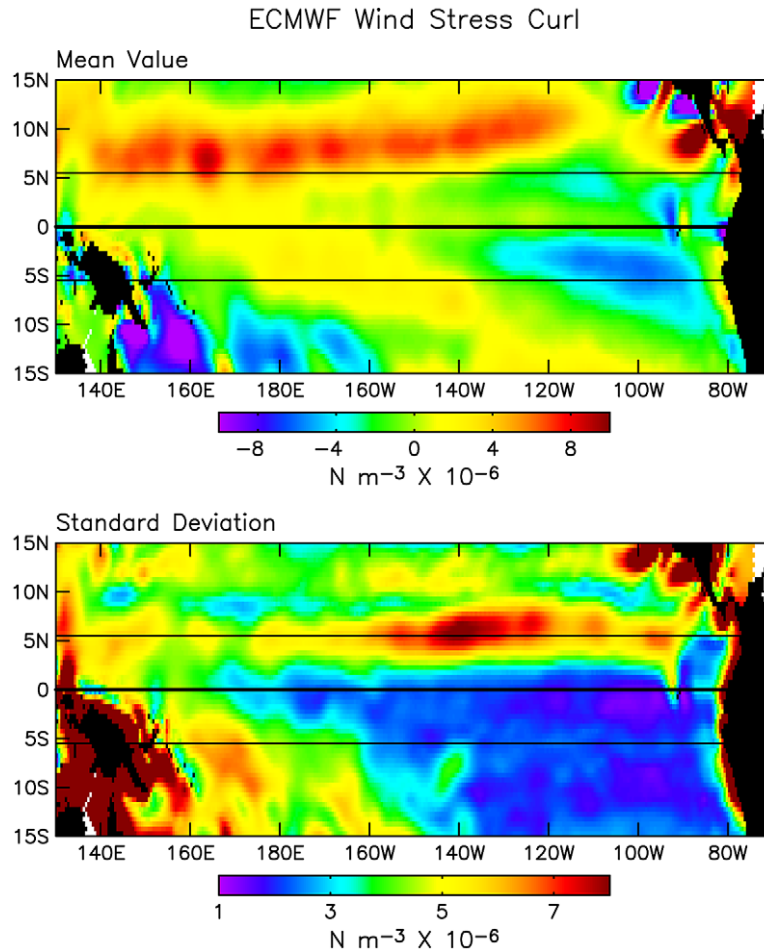 ECMWF Wind Stress Curl
Mean Value
15N
10N
5N
0
5S
10S
15S
140E 160E 180E 160W 140W 120W 100W 80W
−8 −4 0 4 8
N m⁻³ X 10⁻⁶
Standard Deviation
15N
10N
5N
0
5S
10S
15S
140E 160E 180E 160W 140W 120W 100W 80W
1 3 5 7
N m⁻³ X 10⁻⁶